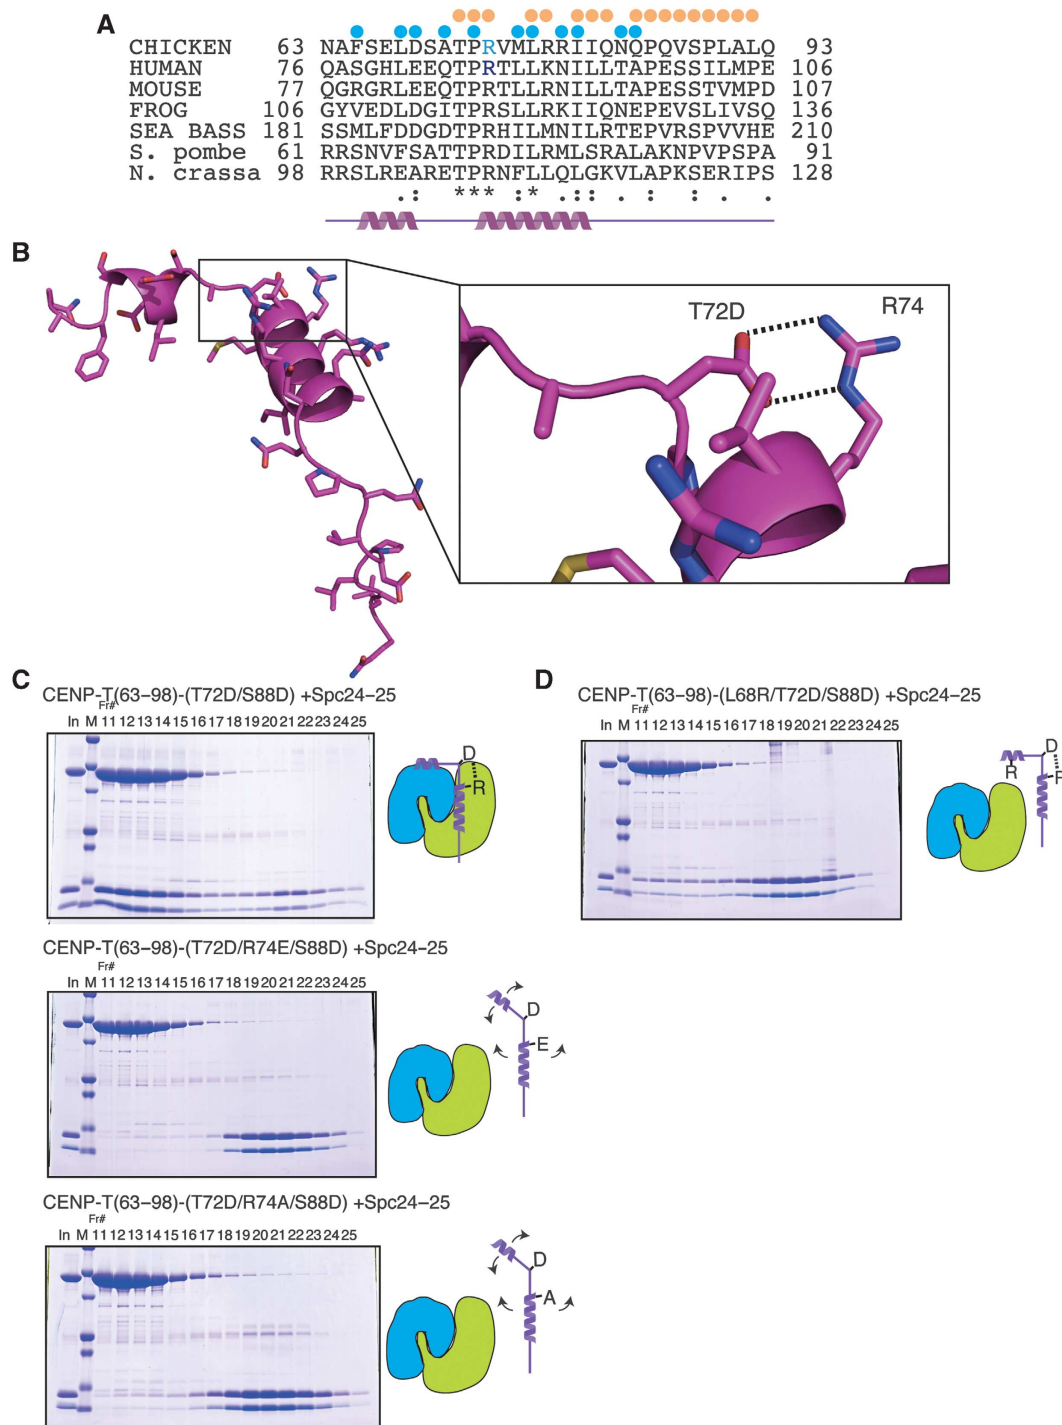 A
CHICKEN 63 NAFSELDSATPRVMLRRIIQNQPQVSPLALQ 93
HUMAN 76 QASGHLEEQTPRTLLKNILLTAPESSILMPE 106
MOUSE 77 QGRGRLEEQTPRTLLRNILLTAPESSTVMPD 107
FROG 106 GYVEDLDGITPRSLLRKIIQNEPEVSLIVSQ 136
SEA BASS 181 SSMLFDDGDTPRHILMNILRTEPVRSPVVHE 210
S. pombe 61 RRSNVFSATTPRDILRMLSRALAKNPVPSPA 91
N. crassa 98 RRSLREARETPRNFLLQLGKVLAPKSERIPS 128
.: *** :* .:: . : : .
B
T72D R74
C
CENP-T(63–98)-(T72D/S88D) +Spc24–25
Fr#
In M 11 12 13 14 15 16 17 18 19 20 21 22 23 24 25
D
R
CENP-T(63–98)-(T72D/R74E/S88D) +Spc24–25
Fr#
In M 11 12 13 14 15 16 17 18 19 20 21 22 23 24 25
D
E
CENP-T(63–98)-(T72D/R74A/S88D) +Spc24–25
Fr#
In M 11 12 13 14 15 16 17 18 19 20 21 22 23 24 25
D
A
D
CENP-T(63–98)-(L68R/T72D/S88D) +Spc24–25
Fr#
In M 11 12 13 14 15 16 17 18 19 20 21 22 23 24 25
D
R